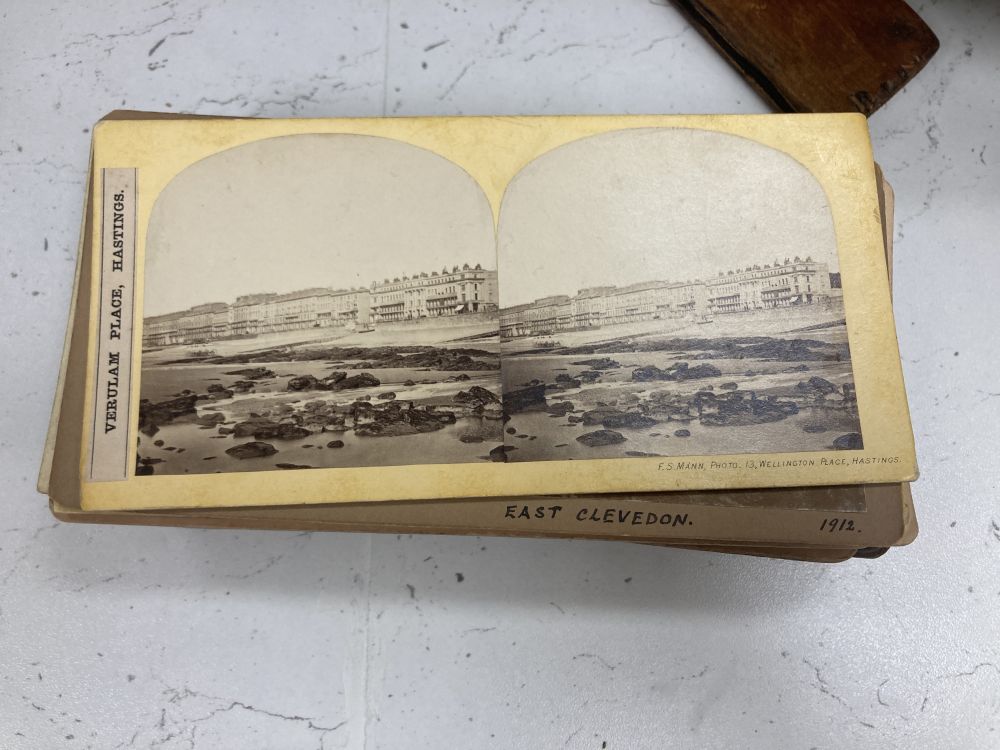 VERULAM PLACE, HASTINGS.
F.S. MANN, PHOTO. 13, WELLINGTON PLACE, HASTINGS.
EAST CLEVEDON.
1912.